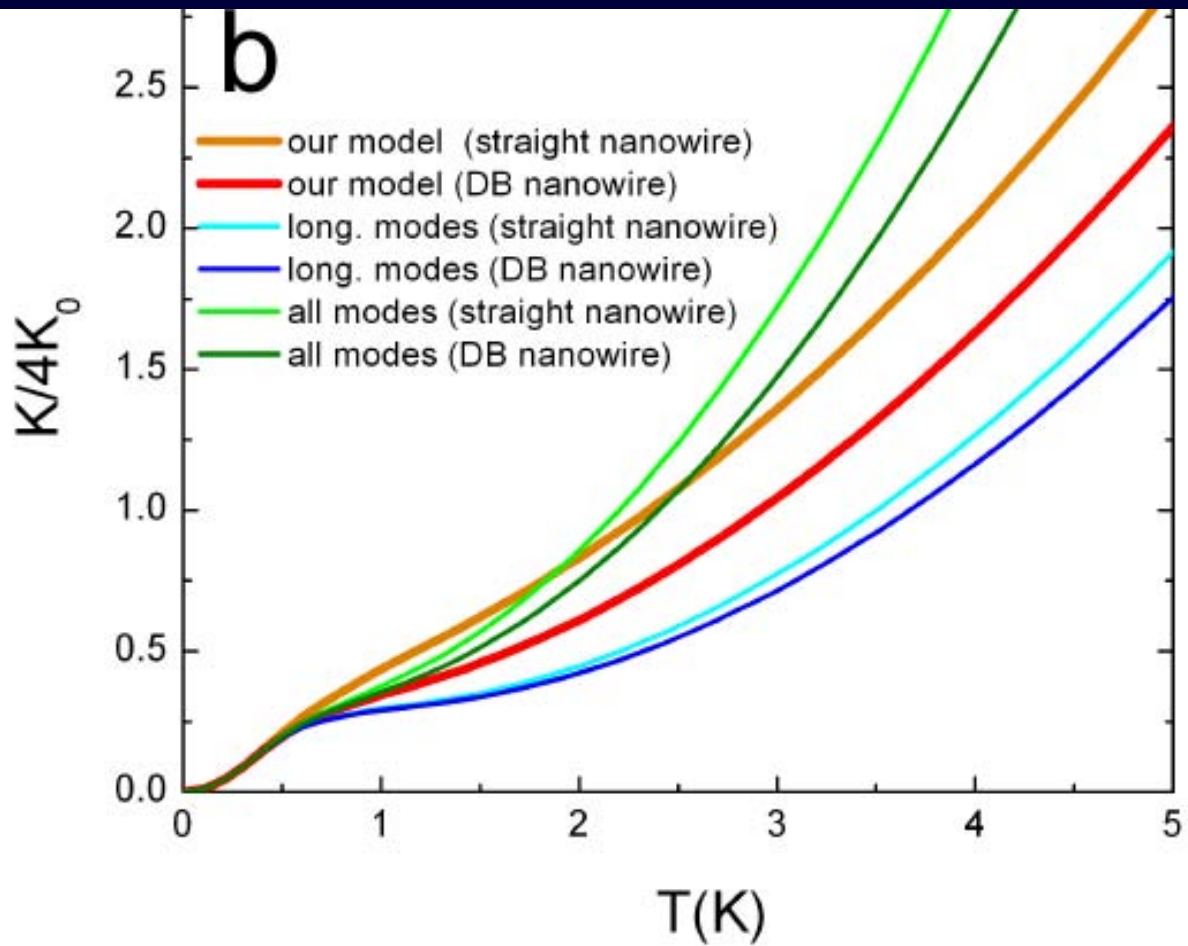 b
2.5
2.0
1.5
1.0
0.5
0.0
K/4K₀
our model (straight nanowire)
our model (DB nanowire)
long. modes (straight nanowire)
long. modes (DB nanowire)
all modes (straight nanowire)
all modes (DB nanowire)
0 1 2 3 4 5
T(K)